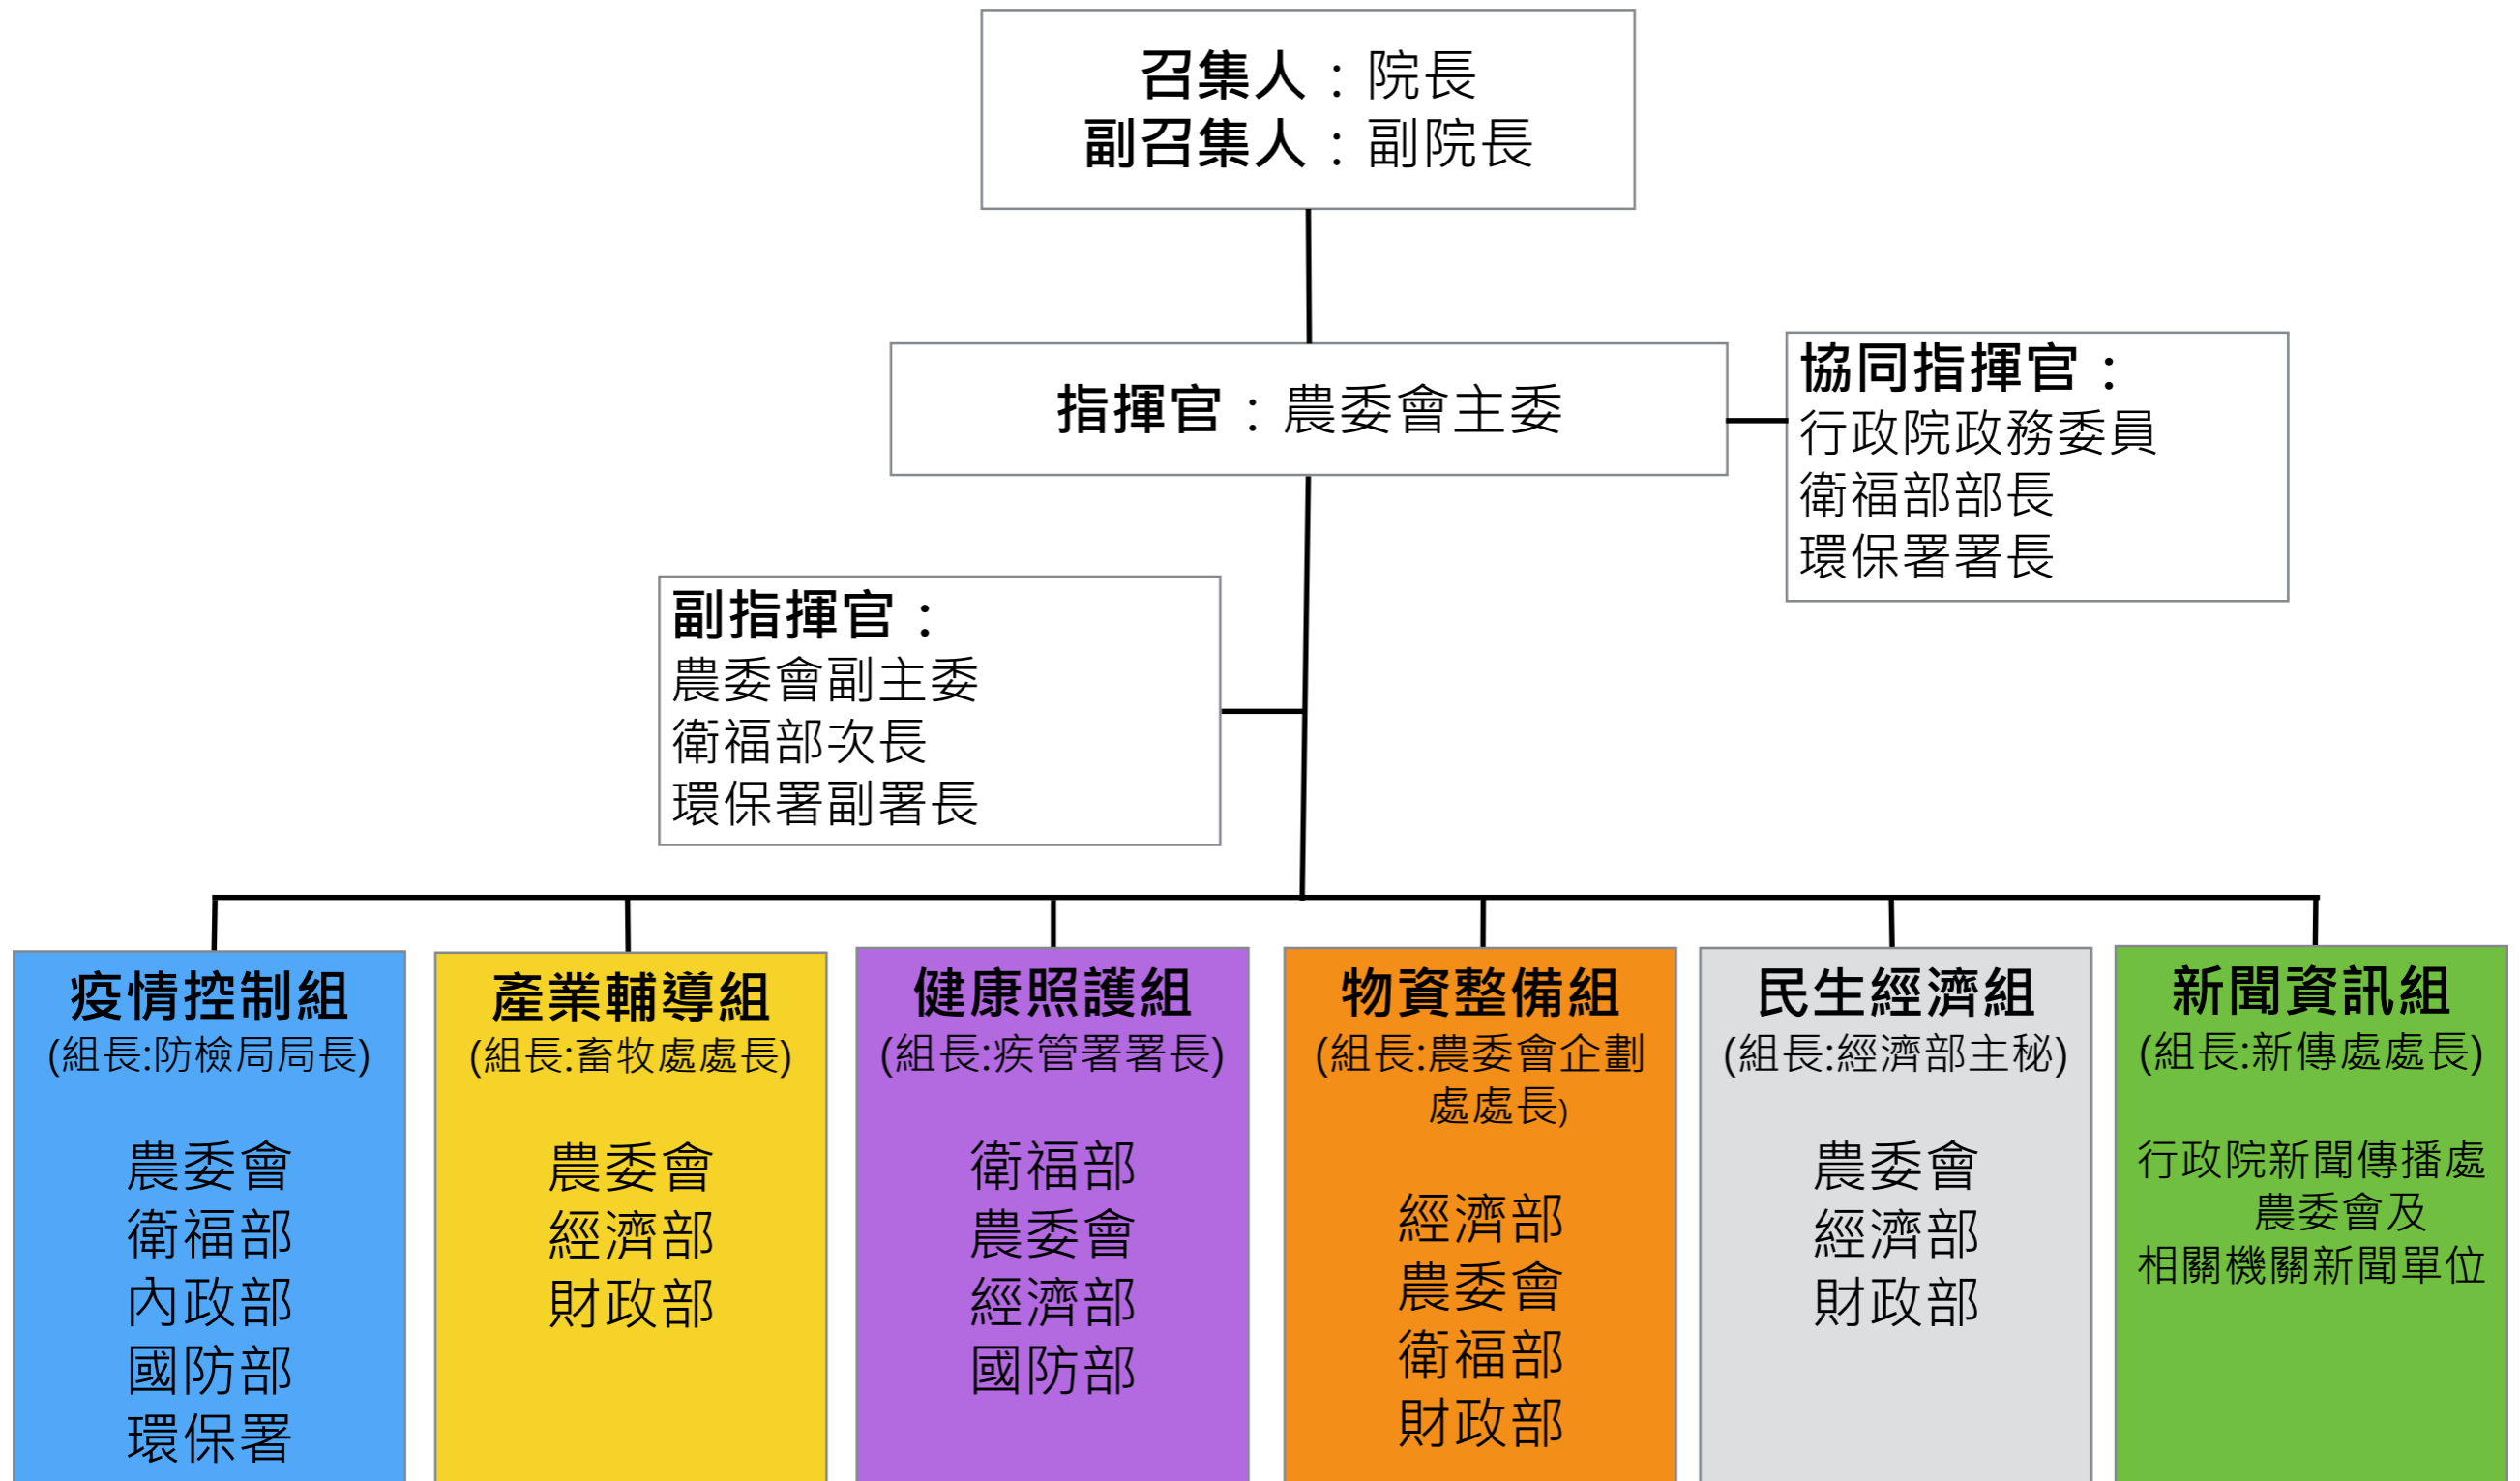 召集人：院長
副召集人：副院長
指揮官：農委會主委
協同指揮官：
行政院政務委員
衛福部部長
環保署署長
副指揮官：
農委會副主委
衛福部次長
環保署副署長
疫情控制組
(組長:防檢局局長)
農委會
衛福部
內政部
國防部
環保署
產業輔導組
(組長:畜牧處處長)
農委會
經濟部
財政部
健康照護組
(組長:疾管署署長)
衛福部
農委會
經濟部
國防部
物資整備組
(組長:農委會企劃
處處長)
經濟部
農委會
衛福部
財政部
民生經濟組
(組長:經濟部主秘)
農委會
經濟部
財政部
新聞資訊組
(組長:新傳處處長)
行政院新聞傳播處
農委會及
相關機關新聞單位